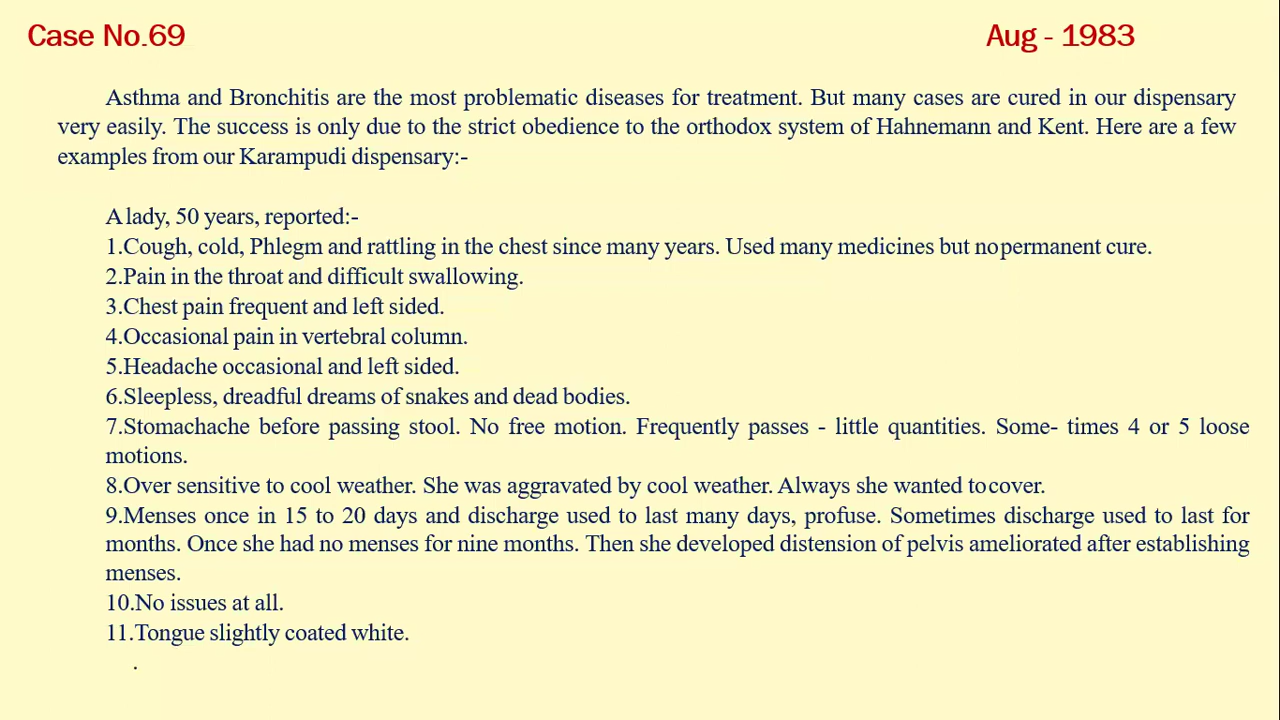 Case No.69 Aug - 1983
Asthma and Bronchitis are the most problematic diseases for treatment. But many cases are cured in our dispensary
very easily. The success is only due to the strict obedience to the orthodox system of Hahnemann and Kent. Here are a few
examples from our Karampudi dispensary:-
A lady, 50 years, reported:-
1.Cough, cold, Phlegm and rattling in the chest since many years. Used many medicines but no permanent cure.
2.Pain in the throat and difficult swallowing.
3.Chest pain frequent and left sided.
4.Occasional pain in vertebral column.
5.Headache occasional and left sided.
6.Sleepless, dreadful dreams of snakes and dead bodies.
7.Stomachache before passing stool. No free motion. Frequently passes - little quantities. Some- times 4 or 5 loose
motions.
8.Over sensitive to cool weather. She was aggravated by cool weather. Always she wanted to cover.
9.Menses once in 15 to 20 days and discharge used to last many days, profuse. Sometimes discharge used to last for
months. Once she had no menses for nine months. Then she developed distension of pelvis ameliorated after establishing
menses.
10.No issues at all.
11.Tongue slightly coated white.
.